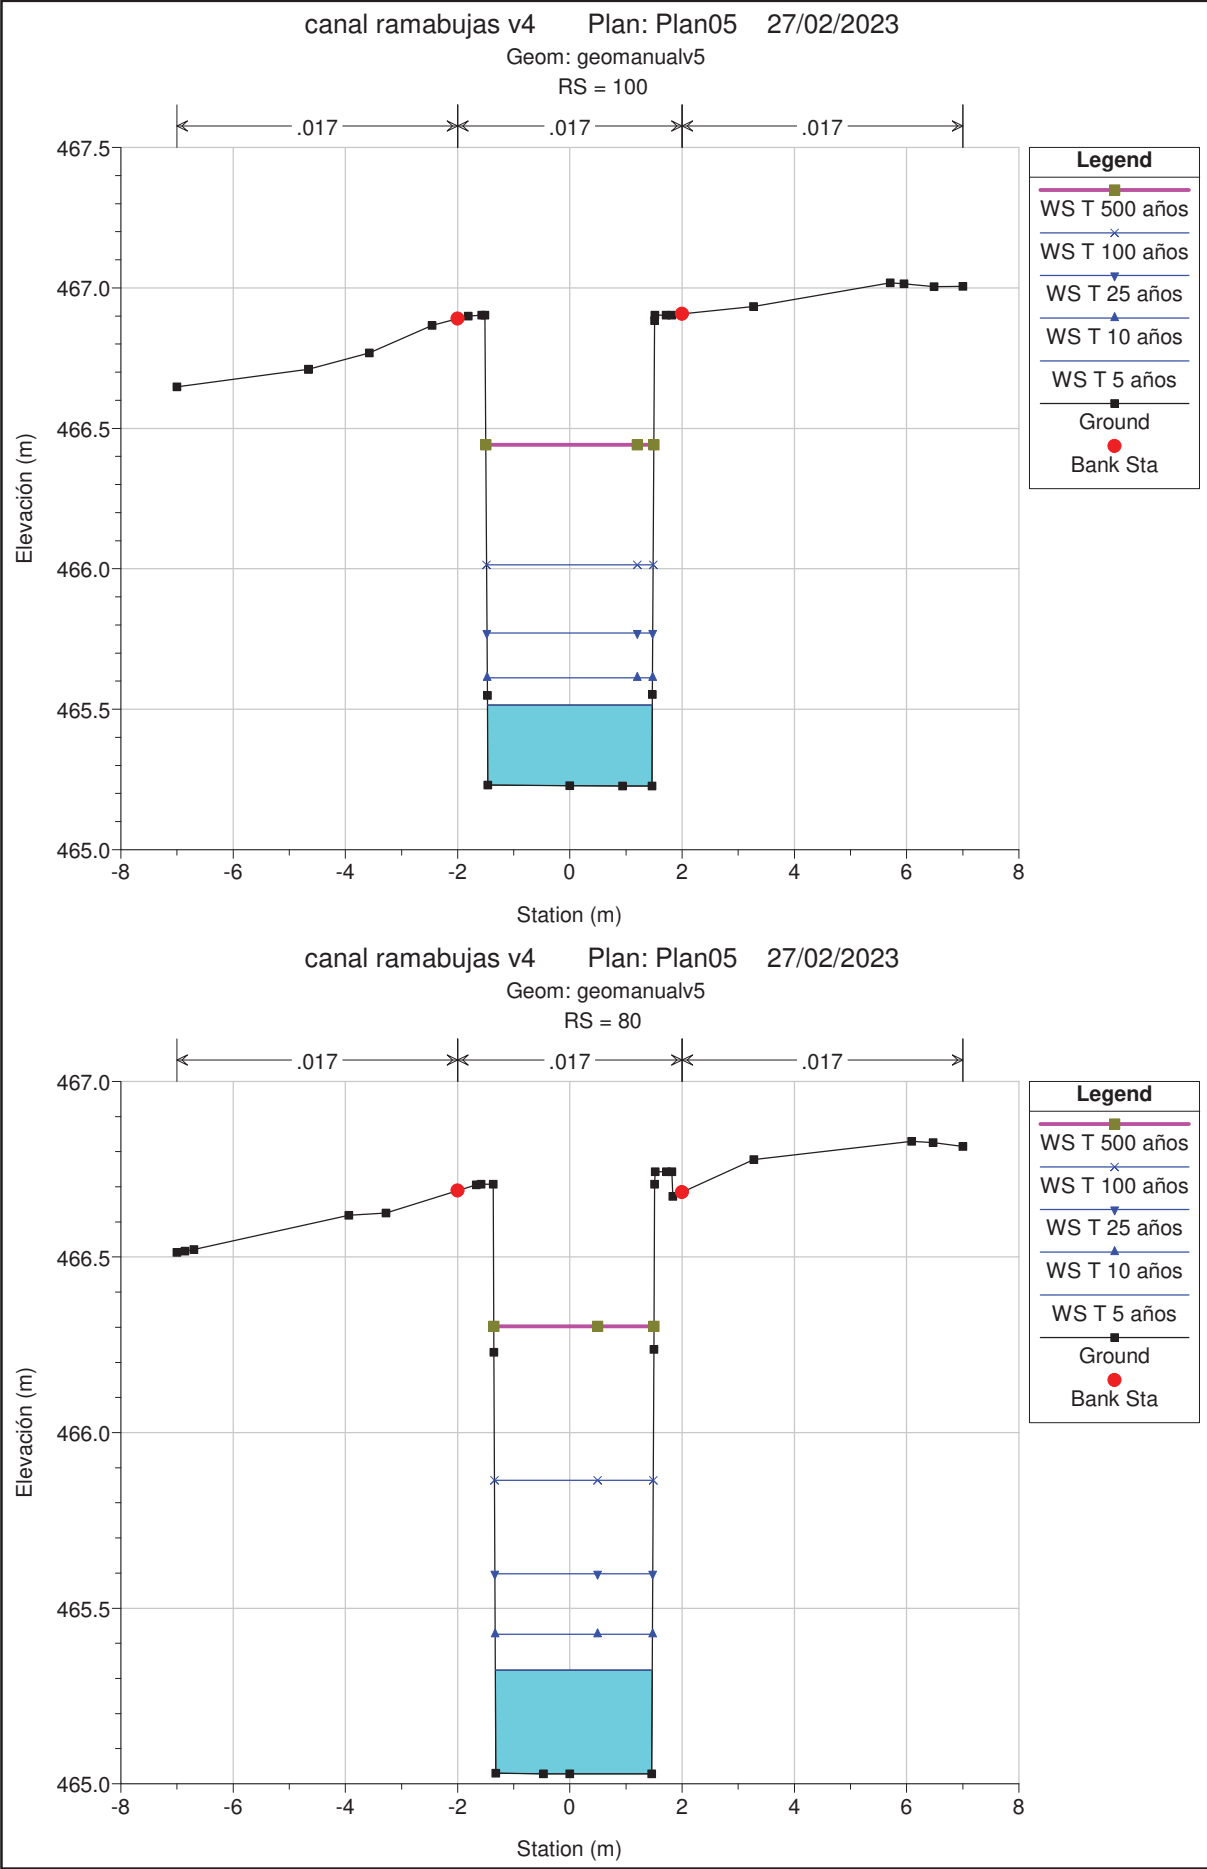 canal ramabujas v4 Plan: Plan05 27/02/2023
Geom: geomanualv5
RS = 100
.017 .017 .017
467.5
467.0
466.5
466.0
465.5
465.0
Elevación (m)
-8 -6 -4 -2 0 2 4 6 8
Station (m)
Legend
WS T 500 años
WS T 100 años
WS T 25 años
WS T 10 años
WS T 5 años
Ground
Bank Sta
canal ramabujas v4 Plan: Plan05 27/02/2023
Geom: geomanualv5
RS = 80
.017 .017 .017
467.0
466.5
466.0
465.5
465.0
Elevación (m)
-8 -6 -4 -2 0 2 4 6 8
Station (m)
Legend
WS T 500 años
WS T 100 años
WS T 25 años
WS T 10 años
WS T 5 años
Ground
Bank Sta